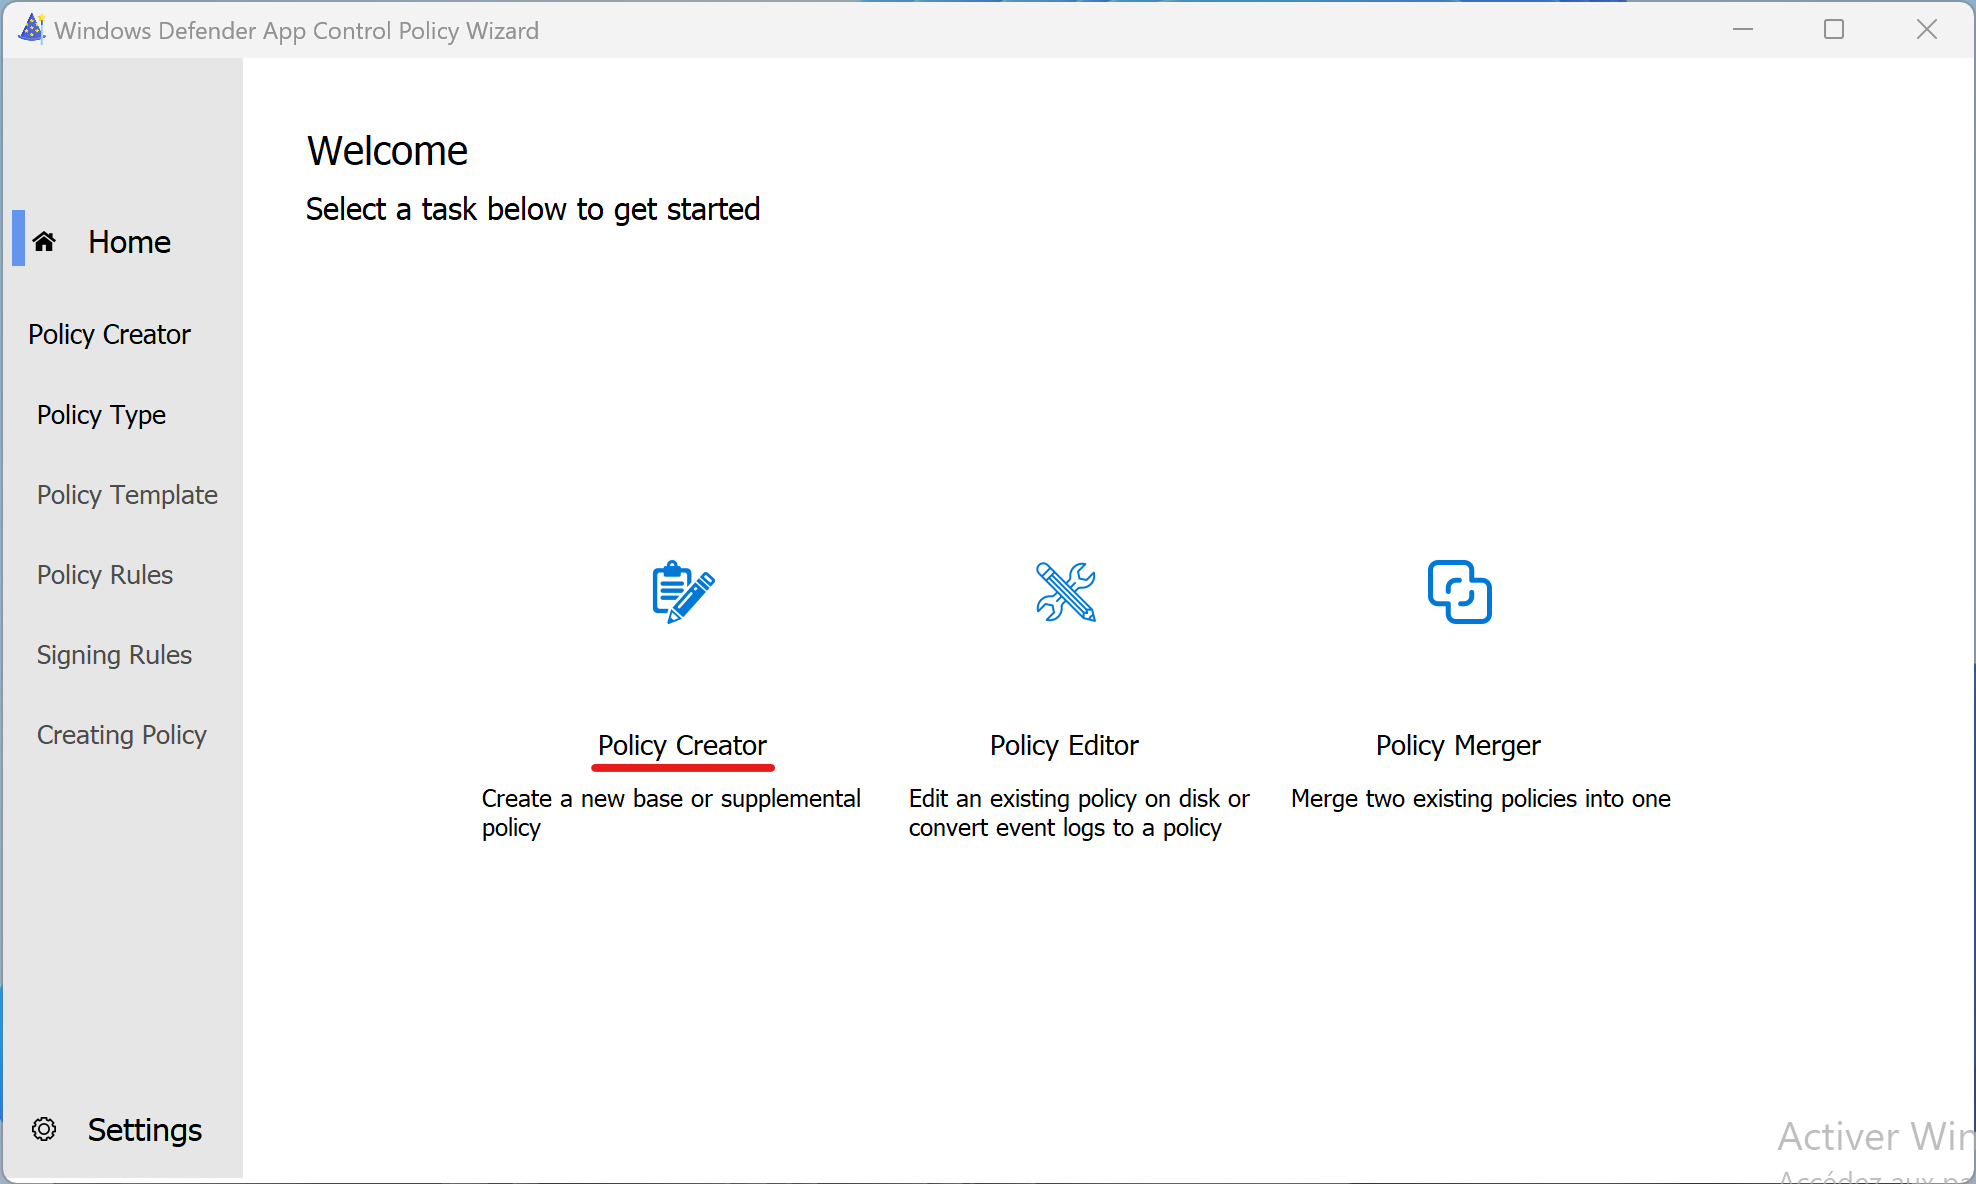 Windows Defender App Control Policy Wizard
Welcome
Select a task below to get started
Home
Policy Creator
Policy Type
Policy Template
Policy Rules
Signing Rules
Creating Policy
Settings
Policy Creator
Create a new base or supplemental
policy
Policy Editor
Edit an existing policy on disk or
convert event logs to a policy
Policy Merger
Merge two existing policies into one
Activer Win